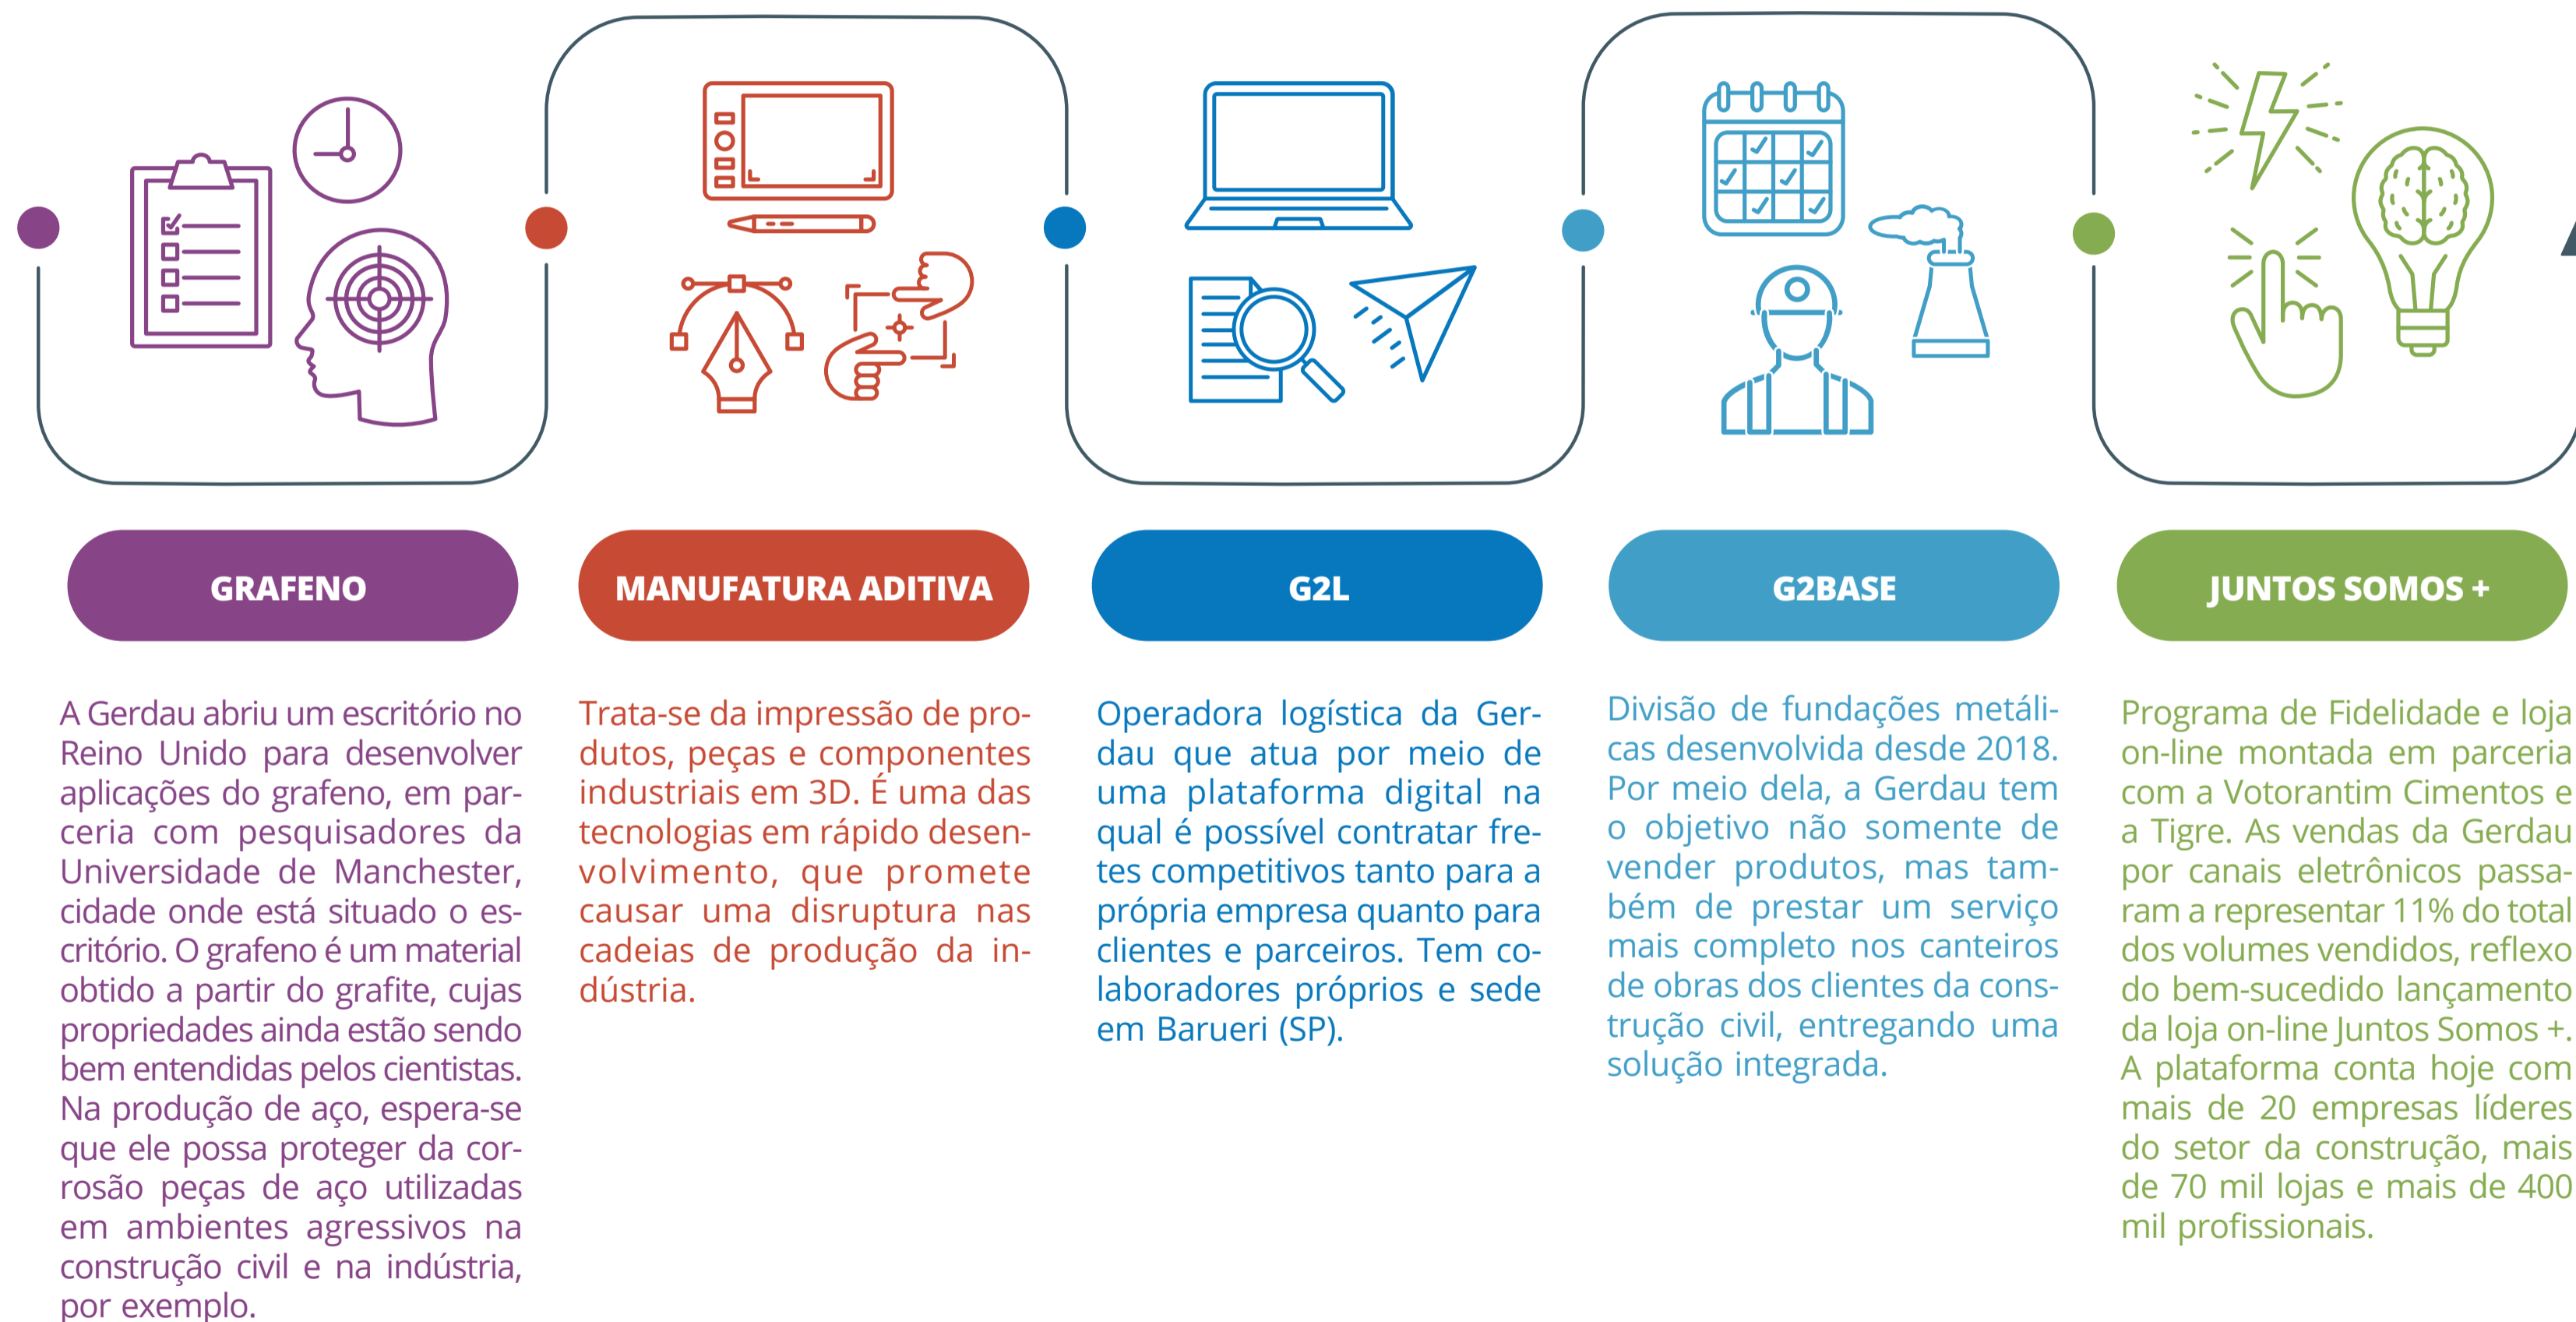 GRAFENO
A Gerdau abriu um escritório no
Reino Unido para desenvolver
aplicações do grafeno, em par-
ceria com pesquisadores da
Universidade de Manchester,
cidade onde está situado o es-
critório. O grafeno é um material
obtido a partir do grafite, cujas
propriedades ainda estão sendo
bem entendidas pelos cientistas.
Na produção de aço, espera-se
que ele possa proteger da cor-
rosão peças de aço utilizadas
em ambientes agressivos na
construção civil e na indústria,
por exemplo.
MANUFATURA ADITIVA
Trata-se da impressão de pro-
dutos, peças e componentes
industriais em 3D. É uma das
tecnologias em rápido desen-
volvimento, que promete
causar uma disruptura nas
cadeias de produção da in-
dústria.
G2L
Operadora logística da Ger-
dau que atua por meio de
uma plataforma digital na
qual é possível contratar fre-
tes competitivos tanto para a
própria empresa quanto para
clientes e parceiros. Tem co-
laboradores próprios e sede
em Barueri (SP).
G2BASE
Divisão de fundações metáli-
cas desenvolvida desde 2018.
Por meio dela, a Gerdau tem
o objetivo não somente de
vender produtos, mas tam-
bém de prestar um serviço
mais completo nos canteiros
de obras dos clientes da cons-
trução civil, entregando uma
solução integrada.
JUNTOS SOMOS +
Programa de Fidelidade e loja
on-line montada em parceria
com a Votorantim Cimentos e
a Tigre. As vendas da Gerdau
por canais eletrônicos passa-
ram a representar 11% do total
dos volumes vendidos, reflexo
do bem-sucedido lançamento
da loja on-line Juntos Somos +.
A plataforma conta hoje com
mais de 20 empresas líderes
do setor da construção, mais
de 70 mil lojas e mais de 400
mil profissionais.